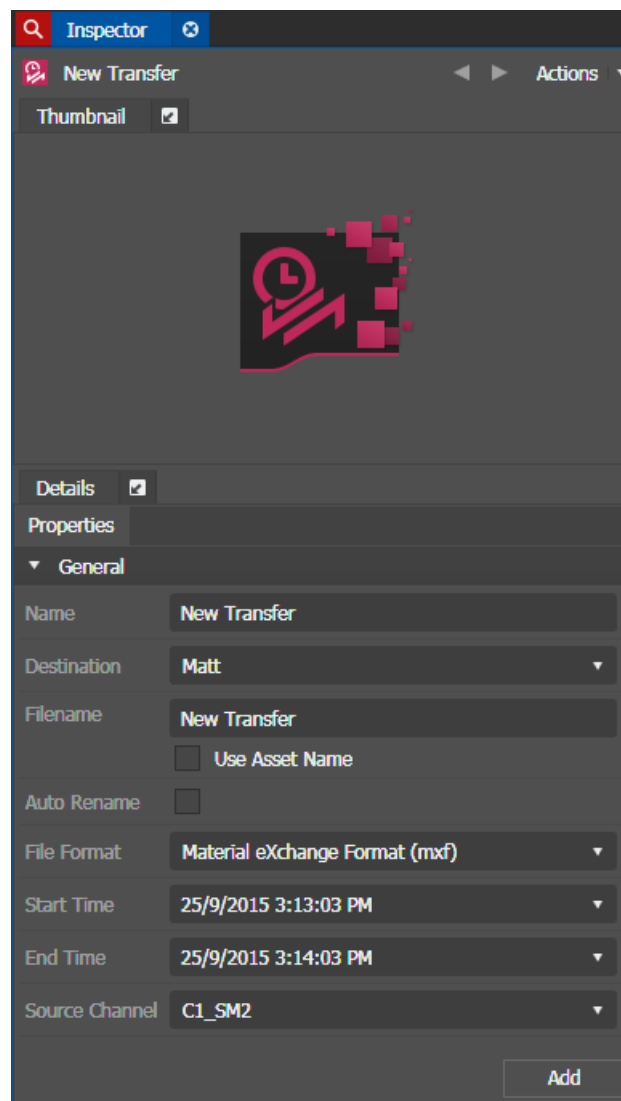 Inspector
New Transfer
Actions
Thumbnail
Details
Properties
General
Name New Transfer
Destination Matt
Filename New Transfer
Use Asset Name
Auto Rename
File Format Material eXchange Format (mxf)
Start Time 25/9/2015 3:13:03 PM
End Time 25/9/2015 3:14:03 PM
Source Channel C1_SM2
Add